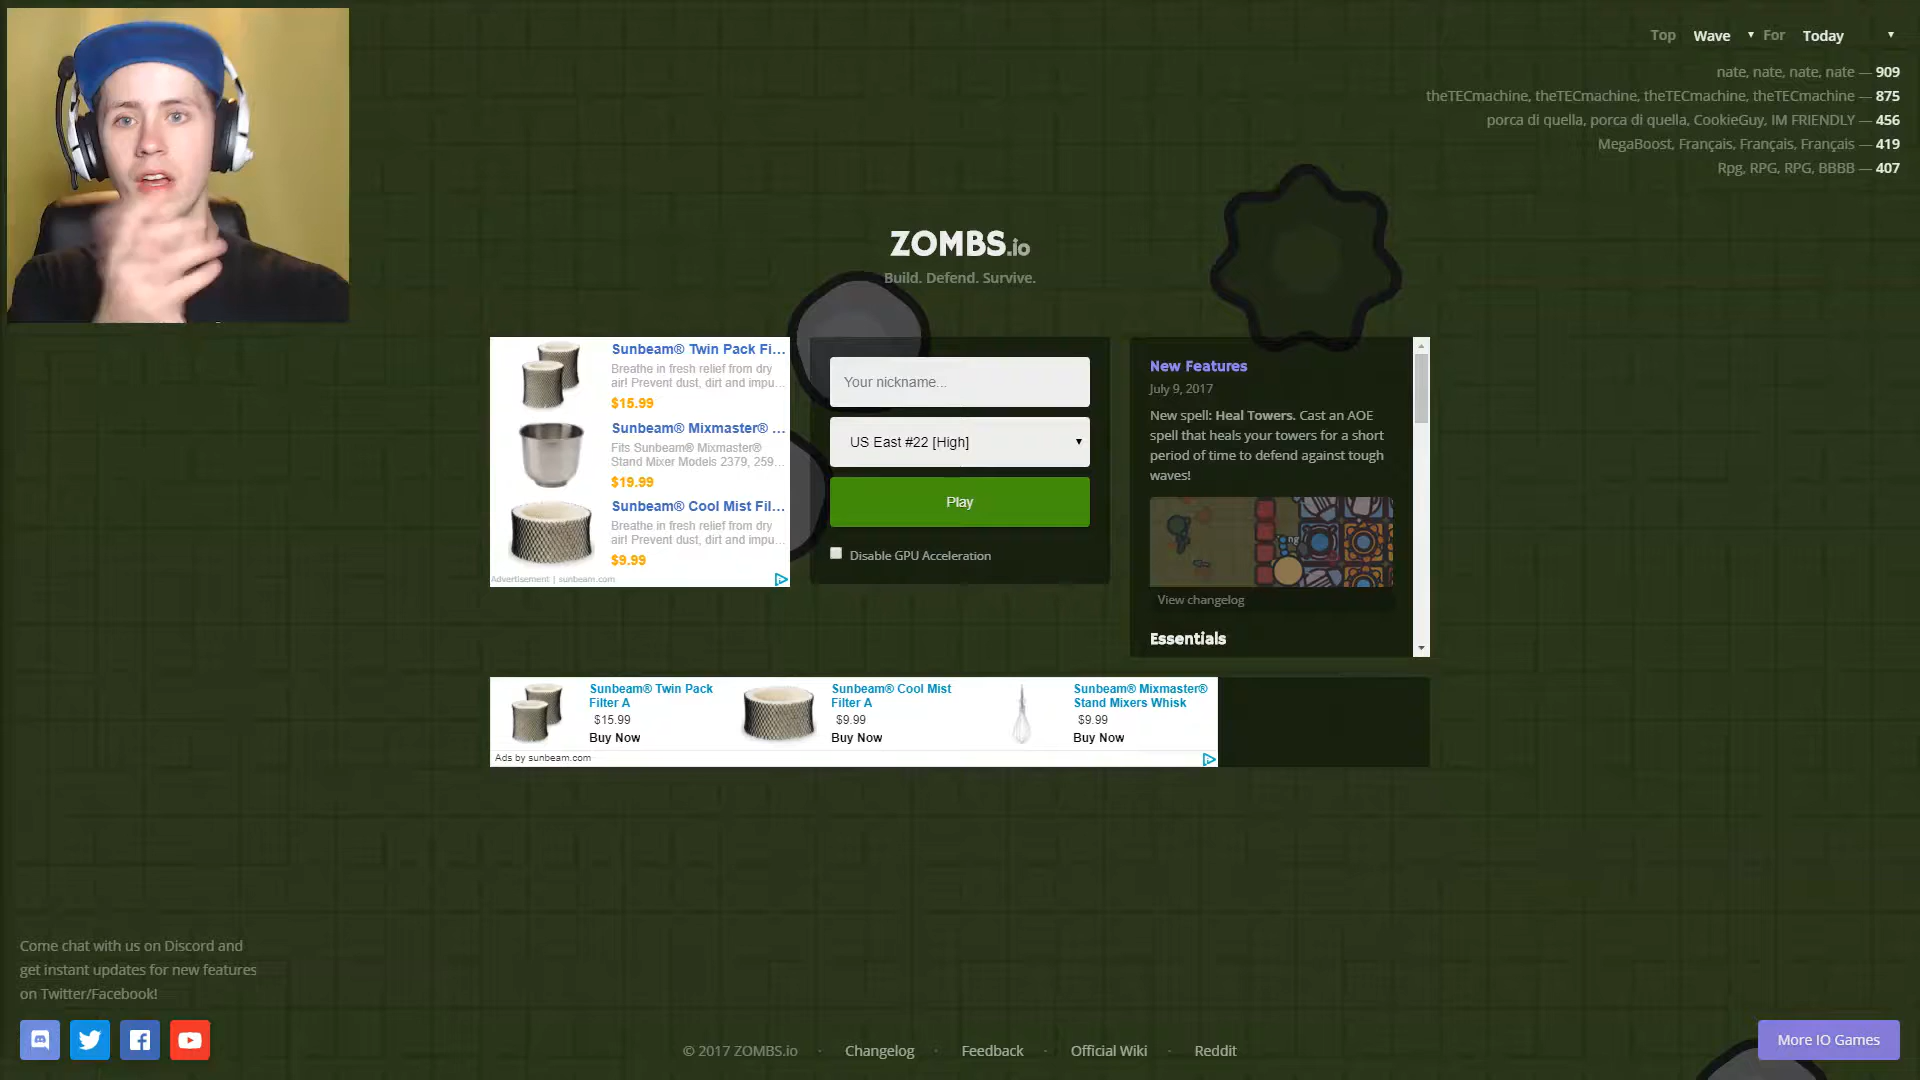 Top Wave ▾ For Today ▾
nate, nate, nate, nate — 909
theTECmachine, theTECmachine, theTECmachine, theTECmachine — 875
porca di quella, porca di quella, CookieGuy, IM FRIENDLY — 456
MegaBoost, Français, Français, Français — 419
Rpg, RPG, RPG, BBBB — 407
ZOMBS.io
Build. Defend. Survive.
Sunbeam® Twin Pack Fi...
Breathe in fresh relief from dry
air! Prevent dust, dirt and impu...
$15.99
Sunbeam® Mixmaster® ...
Fits Sunbeam® Mixmaster®
Stand Mixer Models 2379, 259...
$19.99
Sunbeam® Cool Mist Fil...
Breathe in fresh relief from dry
air! Prevent dust, dirt and impu...
$9.99
Advertisement | sunbeam.com
Your nickname...
US East #22 [High]
Play
Disable GPU Acceleration
New Features
July 9, 2017
New spell: Heal Towers. Cast an AOE
spell that heals your towers for a short
period of time to defend against tough
waves!
View changelog
Essentials
Sunbeam® Twin Pack
Filter A
$15.99
Buy Now
Sunbeam® Cool Mist
Filter A
$9.99
Buy Now
Sunbeam® Mixmaster®
Stand Mixers Whisk
$9.99
Buy Now
Ads by sunbeam.com
Come chat with us on Discord and
get instant updates for new features
on Twitter/Facebook!
© 2017 ZOMBS.io · Changelog · Feedback · Official Wiki · Reddit
More IO Games